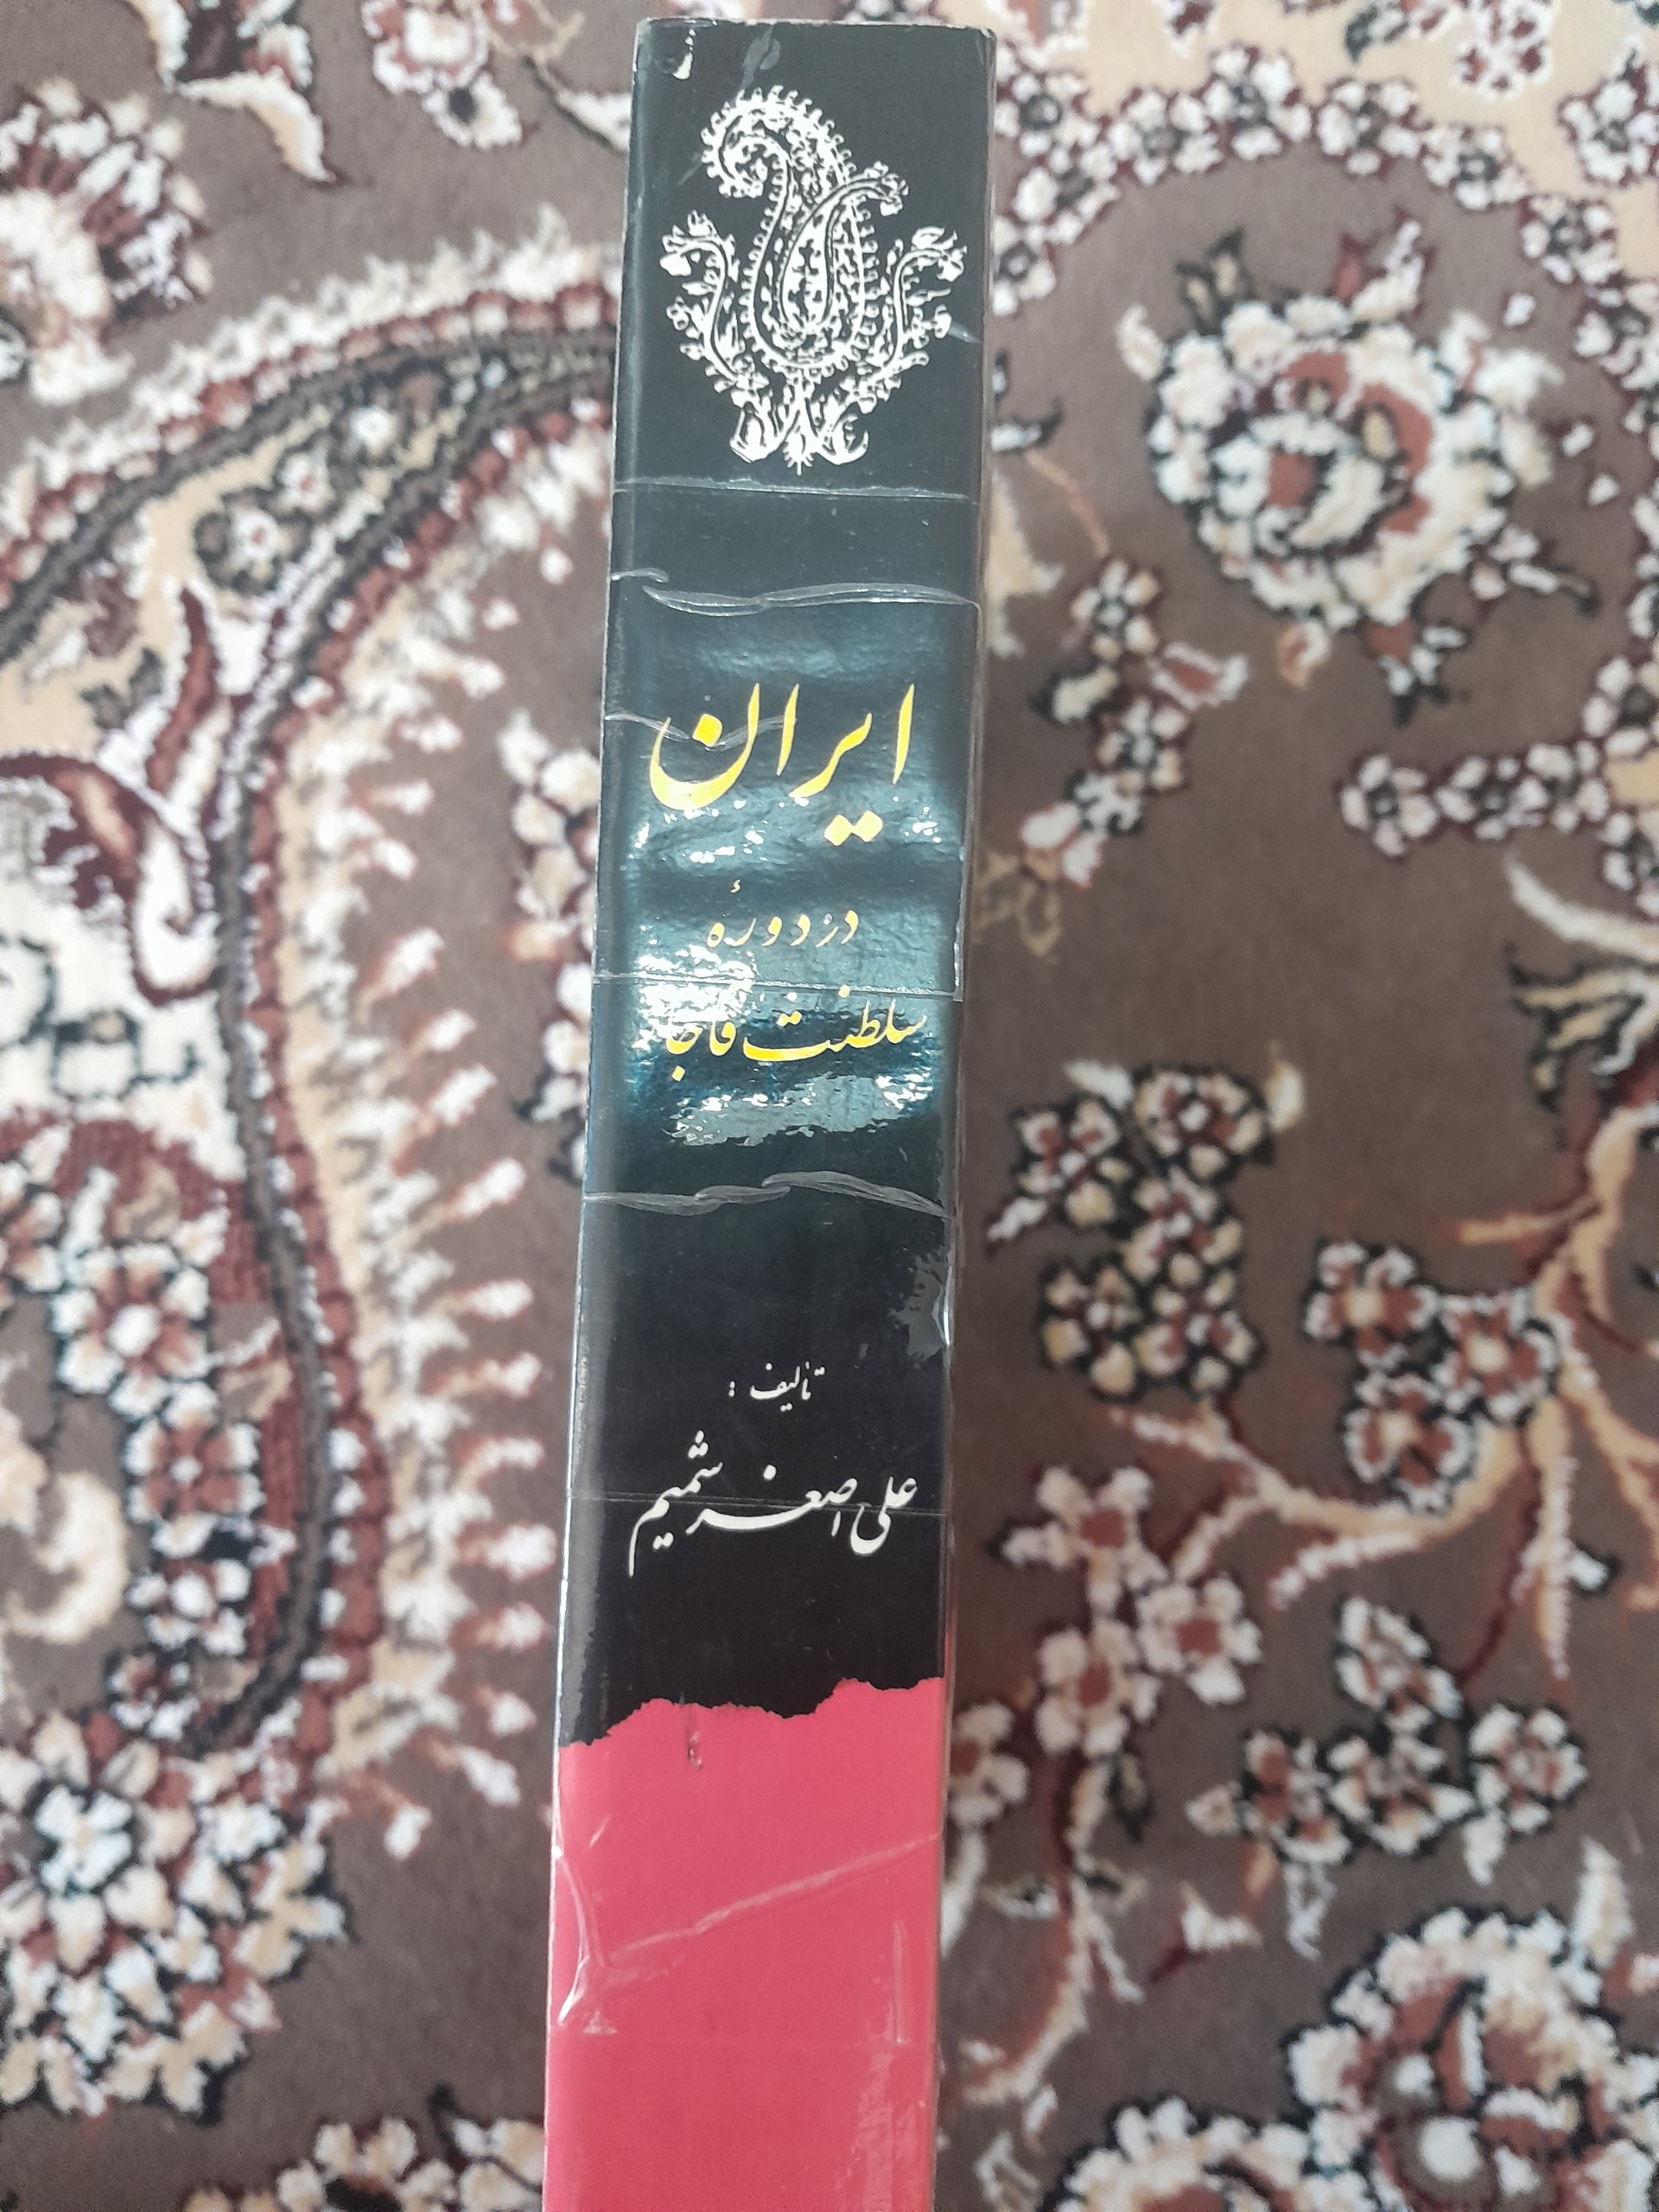 ایران
در دورهٔ
سلطنت قاجار
تألیف :
علی اصغر شمیم